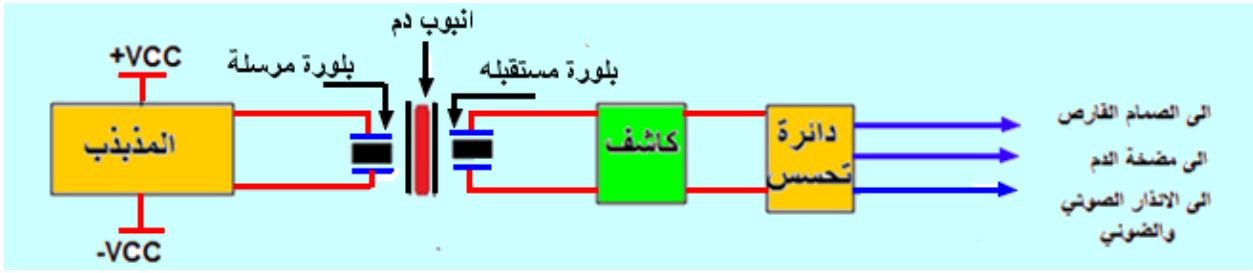 انبوب دم
+VCC
بلورة مرسلة
بلورة مستقبله
المذبذب
كاشف
دائرة
تحسس
الى الصمام القارص
الى مضخة الدم
الى الانذار الصوتي
والضوئي
-VCC